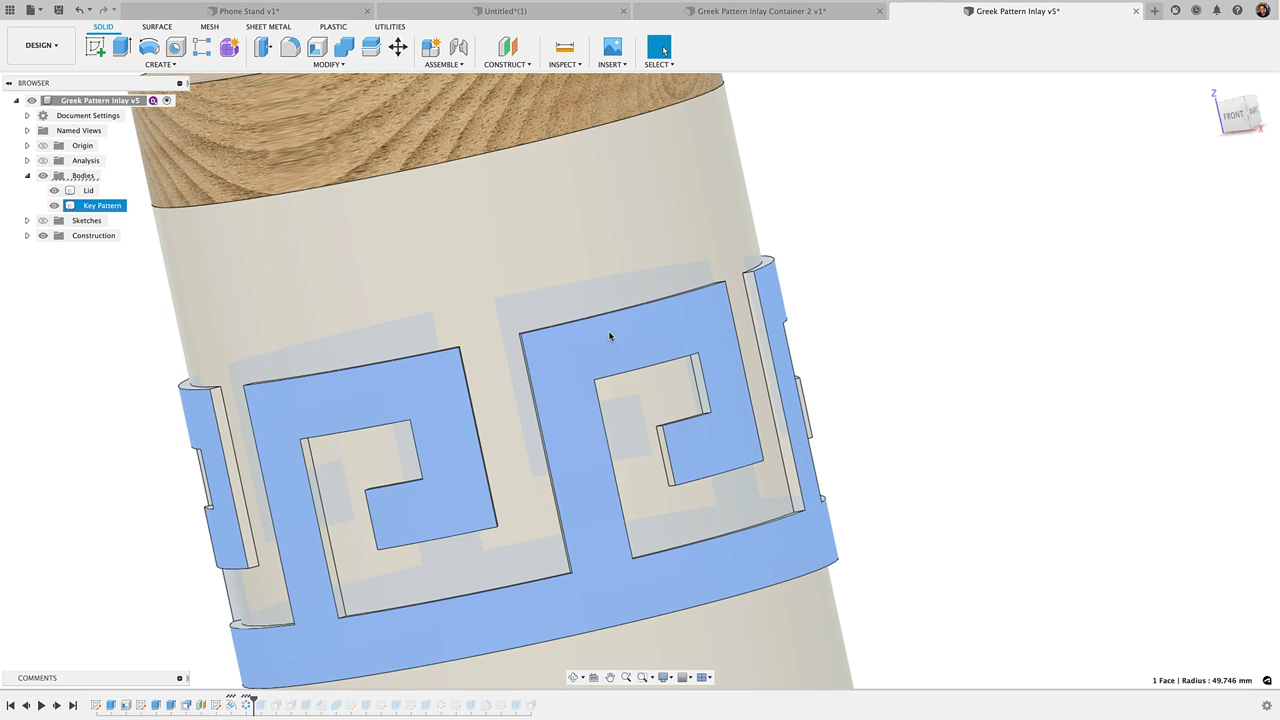 Phone Stand v1*
Untitled*(1)
Greek Pattern Inlay Container 2 v1*
Greek Pattern Inlay v5*
SOLID SURFACE MESH SHEET METAL PLASTIC UTILITIES
DESIGN
CREATE MODIFY ASSEMBLE CONSTRUCT INSPECT INSERT SELECT
BROWSER
Greek Pattern Inlay v5
Document Settings
Named Views
Origin
Analysis
Bodies
Lid
Key Pattern
Sketches
Construction
Z
FRONT
X
COMMENTS
1 Face | Radius : 49.746 mm